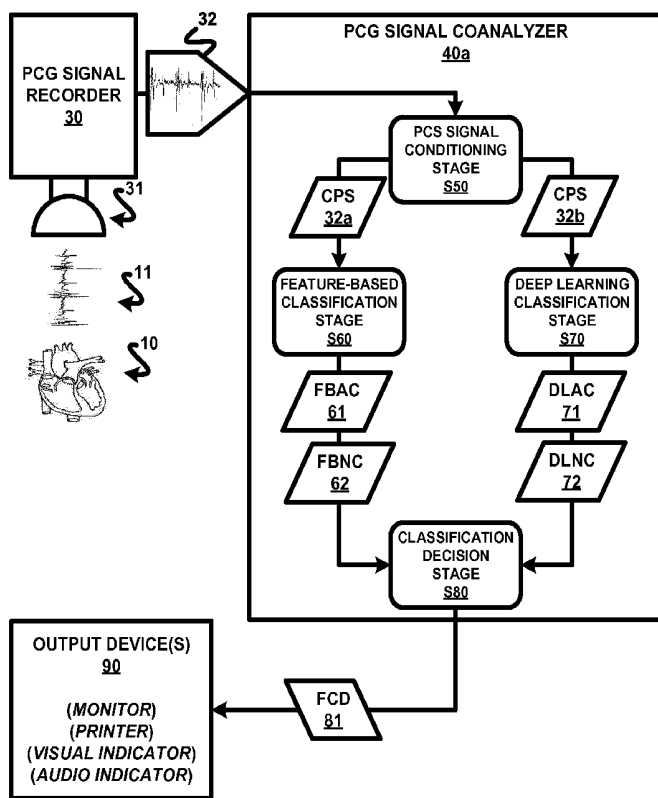 PCG SIGNAL
RECORDER
30
32
PCG SIGNAL COANALYZER
40a
PCS SIGNAL
CONDITIONING
STAGE
S50
31
CPS
32a
CPS
32b
11
FEATURE-BASED
CLASSIFICATION
STAGE
S60
DEEP LEARNING
CLASSIFICATION
STAGE
S70
10
FBAC
61
DLAC
71
FBNC
62
DLNC
72
CLASSIFICATION
DECISION
STAGE
S80
OUTPUT DEVICE(S)
90
(MONITOR)
(PRINTER)
(VISUAL INDICATOR)
(AUDIO INDICATOR)
FCD
81